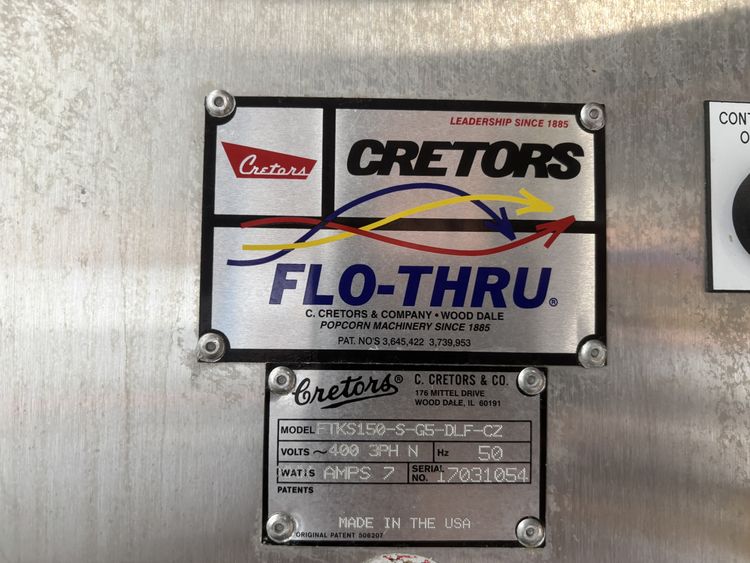 LEADERSHIP SINCE 1885
Cretors
CRETORS
FLO-THRU®
C. CRETORS & COMPANY • WOOD DALE
POPCORN MACHINERY SINCE 1885
PAT. NO'S 3,645,422 3,739,953
Cretors® C. CRETORS & CO.
176 MITTEL DRIVE
WOOD DALE, IL 60191
MODEL FTKS150-S-G5-DLF-CZ
VOLTS ~400 3PH N Hz 50
WATTS AMPS 7 SERIAL NO. 17031054
PATENTS
MADE IN THE USA
ORIGINAL PATENT 506207
CONT
O